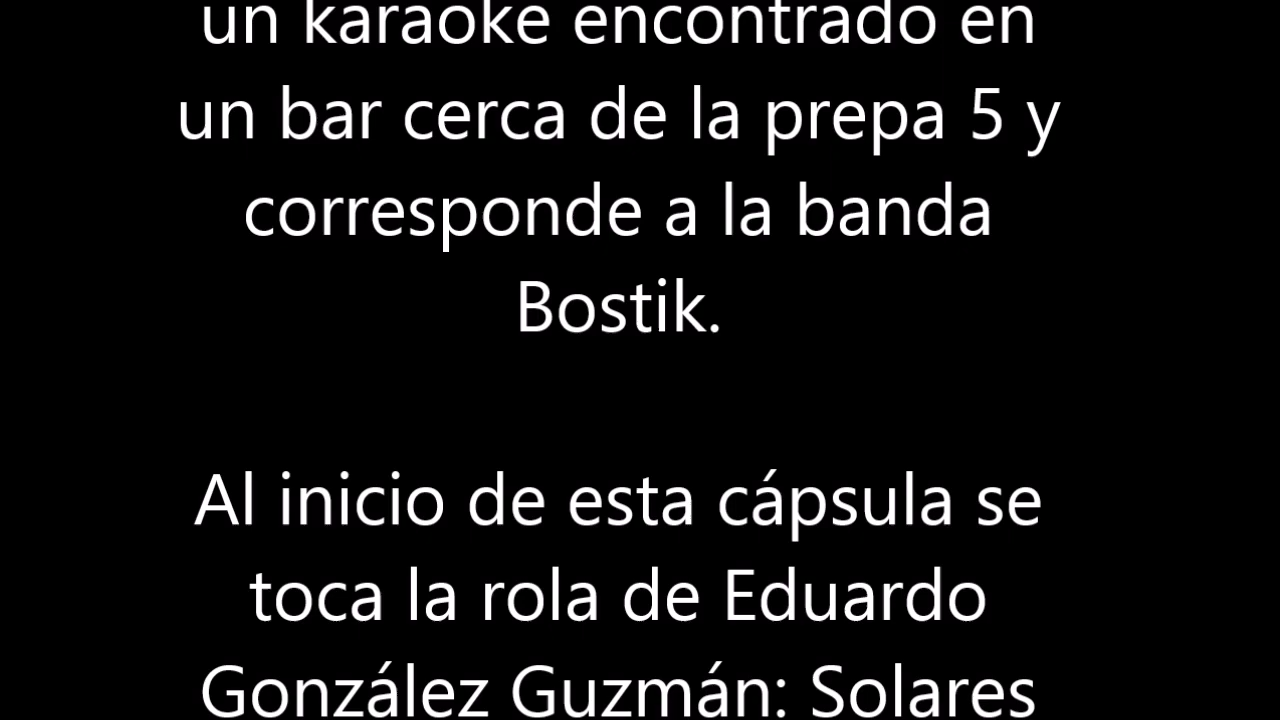 un karaoke encontrado en
un bar cerca de la prepa 5 y
corresponde a la banda
Bostik.
Al inicio de esta cápsula se
toca la rola de Eduardo
González Guzmán: Solares